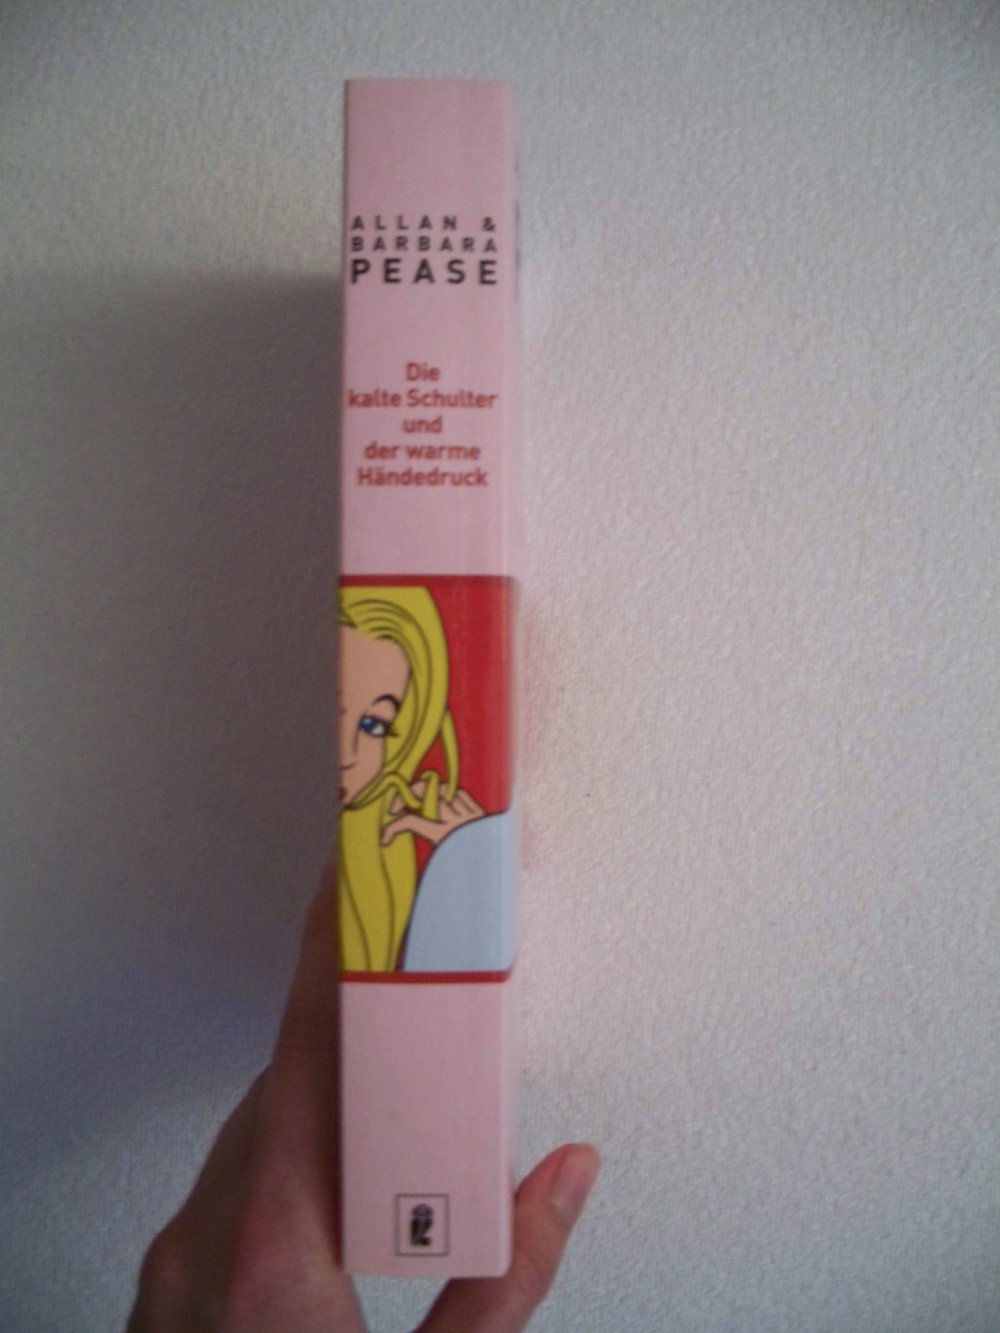 ALLAN &
BARBARA
PEASE
Die
kalte Schulter
und
der warme
Händedruck